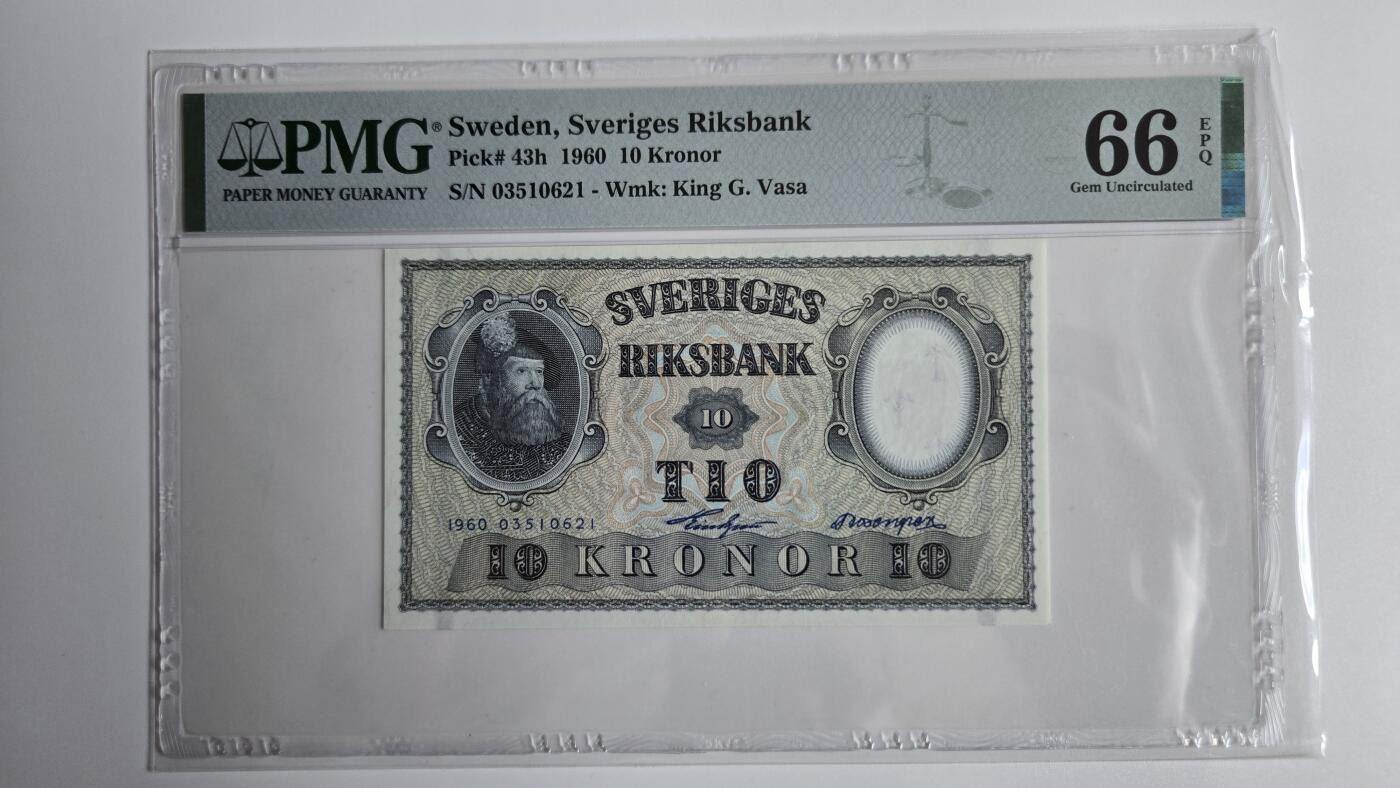 PMG®
PAPER MONEY GUARANTY
Sweden, Sveriges Riksbank
Pick# 43h 1960 10 Kronor
S/N 03510621 - Wmk: King G. Vasa
66
EPQ
Gem Uncirculated
SVERIGES
RIKSBANK
10
TIO
1960 03510621
10 KRONOR 10